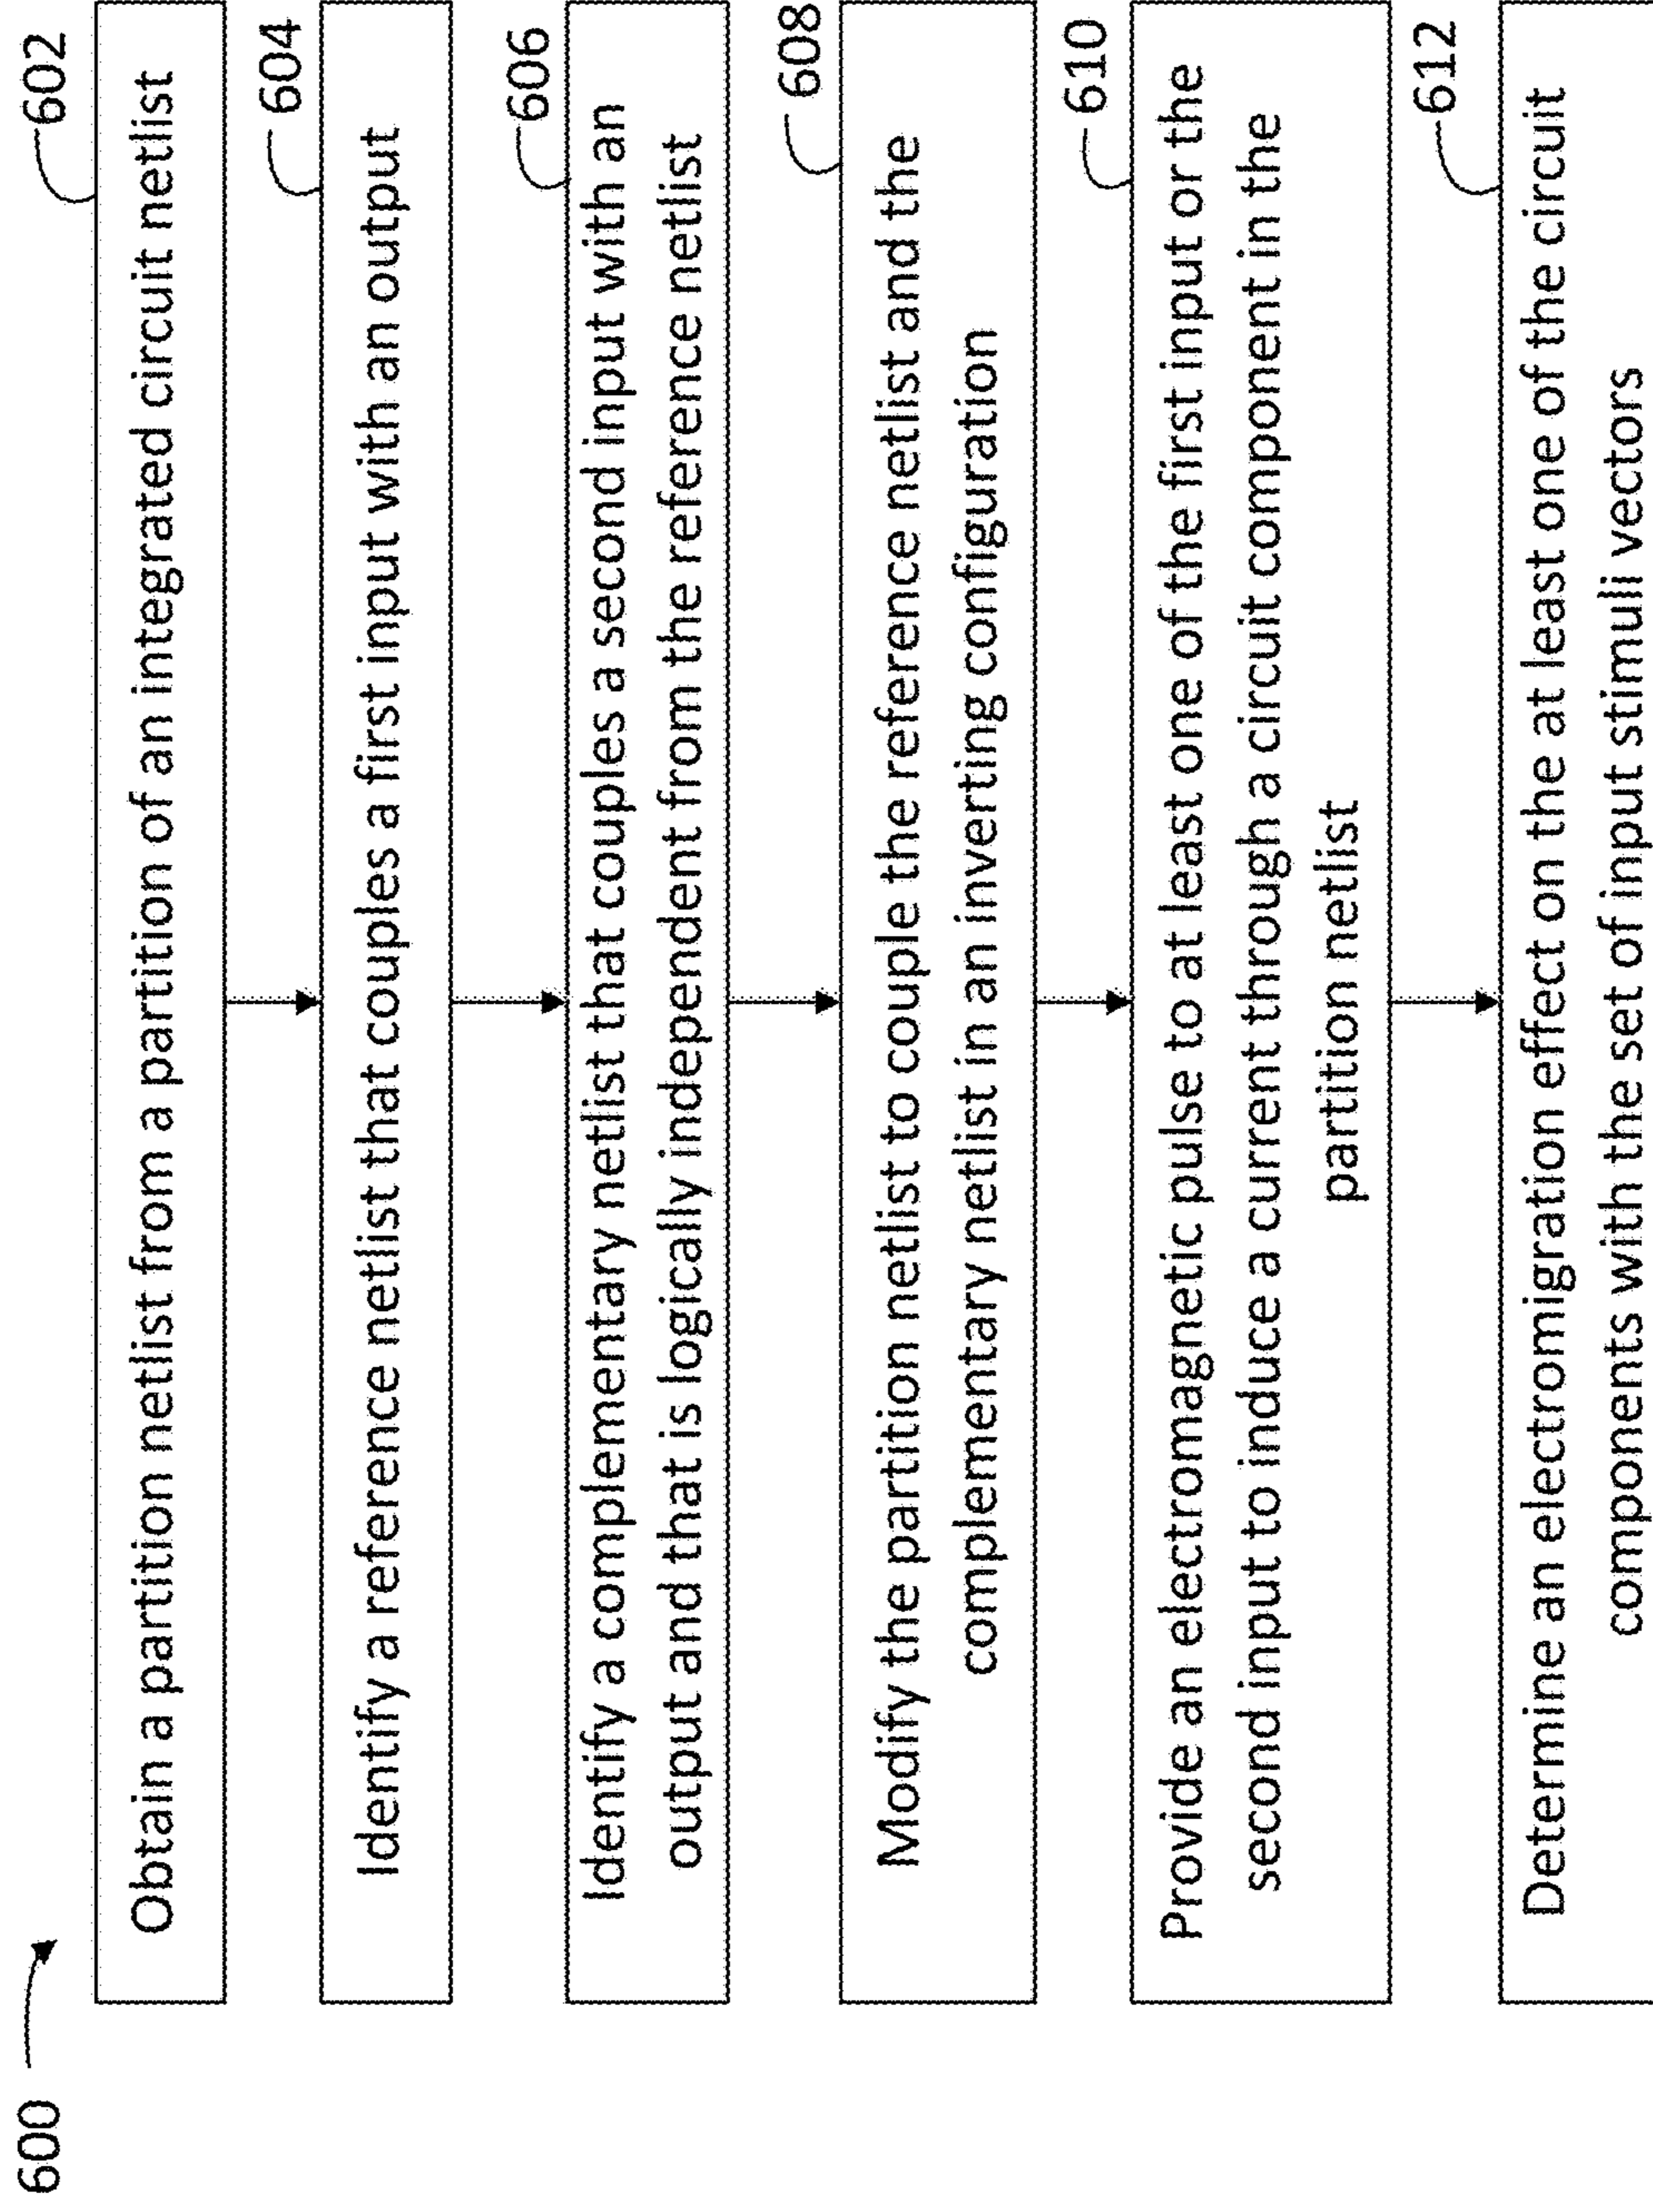 600
602
Obtain a partition netlist from a partition of an integrated circuit netlist
604
Identify a reference netlist that couples a first input with an output
606
Identify a complementary netlist that couples a second input with an
output and that is logically independent from the reference netlist
608
Modify the partition netlist to couple the reference netlist and the
complementary netlist in an inverting configuration
610
Provide an electromagnetic pulse to at least one of the first input or the
second input to induce a current through a circuit component in the
partition netlist
612
Determine an electromigration effect on the at least one of the circuit
components with the set of input stimuli vectors